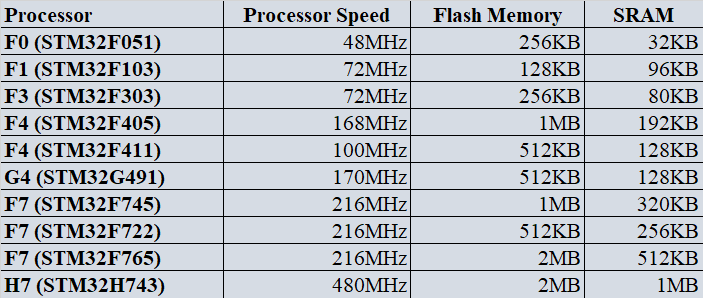 Processor Processor Speed Flash Memory SRAM
F0 (STM32F051) 48MHz 256KB 32KB
F1 (STM32F103) 72MHz 128KB 96KB
F3 (STM32F303) 72MHz 256KB 80KB
F4 (STM32F405) 168MHz 1MB 192KB
F4 (STM32F411) 100MHz 512KB 128KB
G4 (STM32G491) 170MHz 512KB 128KB
F7 (STM32F745) 216MHz 1MB 320KB
F7 (STM32F722) 216MHz 512KB 256KB
F7 (STM32F765) 216MHz 2MB 512KB
H7 (STM32H743) 480MHz 2MB 1MB